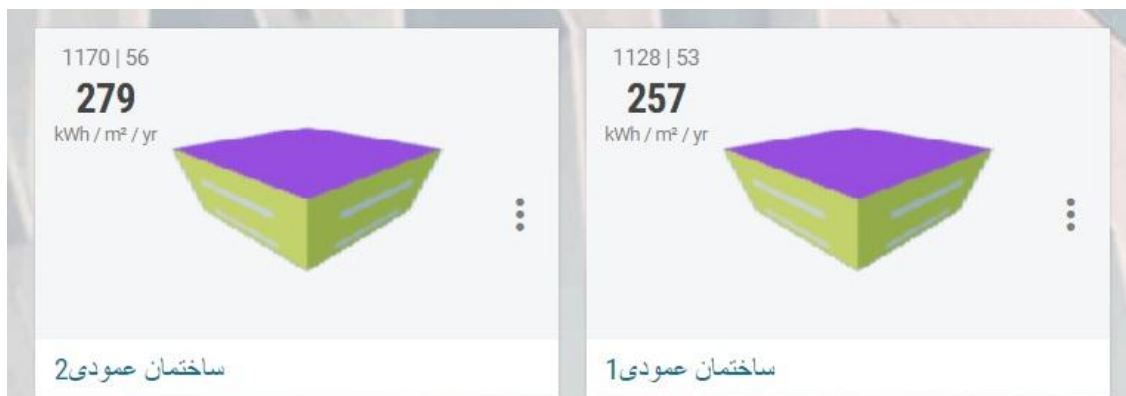 1170 | 56
279
kWh / m² / yr
ساختمان عمودی2
1128 | 53
257
kWh / m² / yr
ساختمان عمودی1